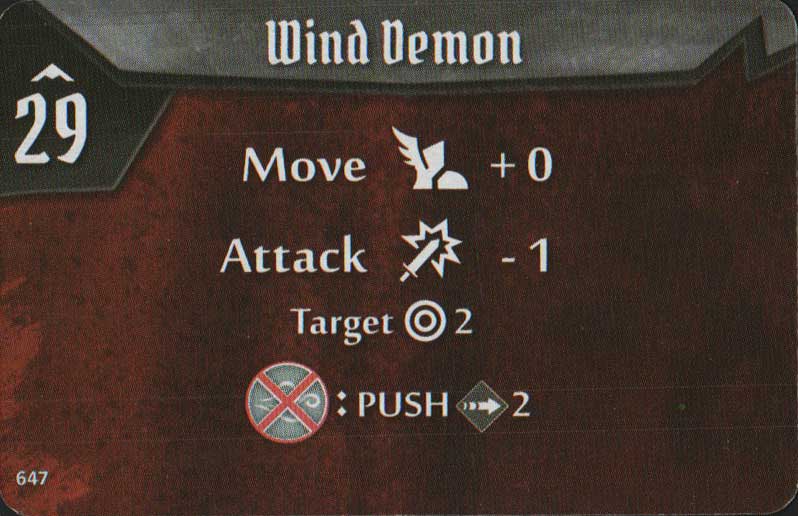 Wind Demon
29
Move + 0
Attack - 1
Target 2
: PUSH 2
647